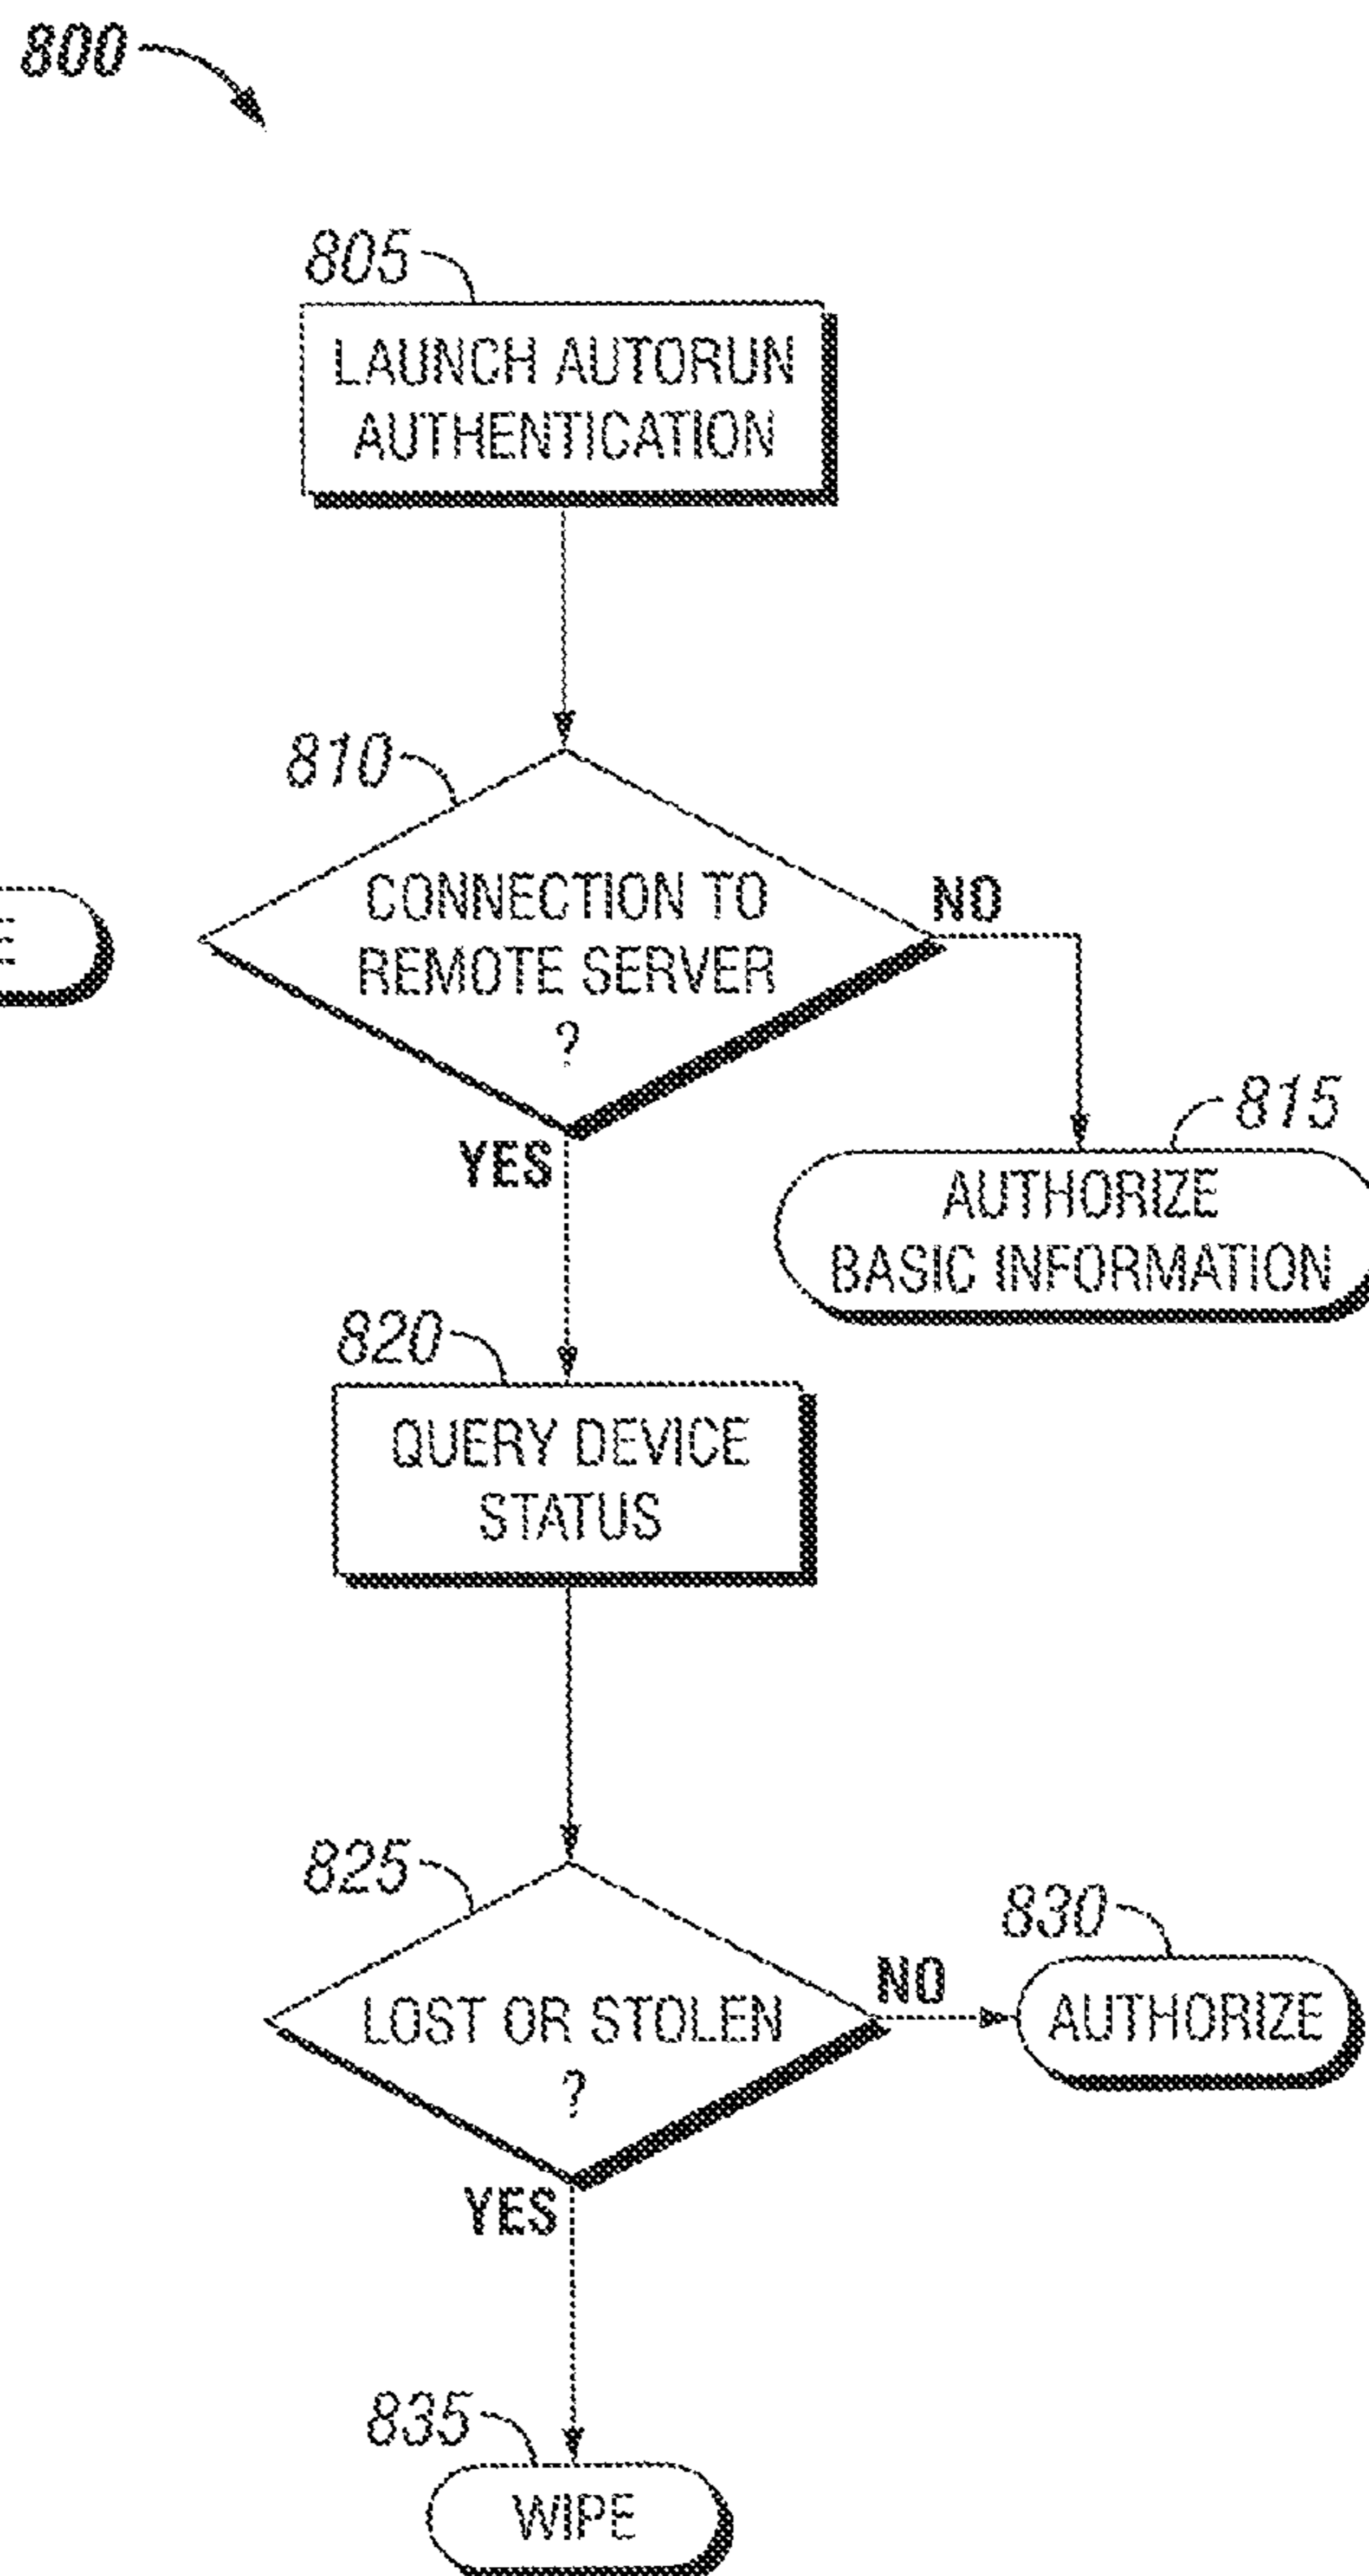 800
805
LAUNCH AUTORUN
AUTHENTICATION
810
CONNECTION TO
REMOTE SERVER
?
NO
E
YES
815
AUTHORIZE
BASIC INFORMATION
820
QUERY DEVICE
STATUS
825
LOST OR STOLEN
?
NO
830
AUTHORIZE
YES
835
WIPE